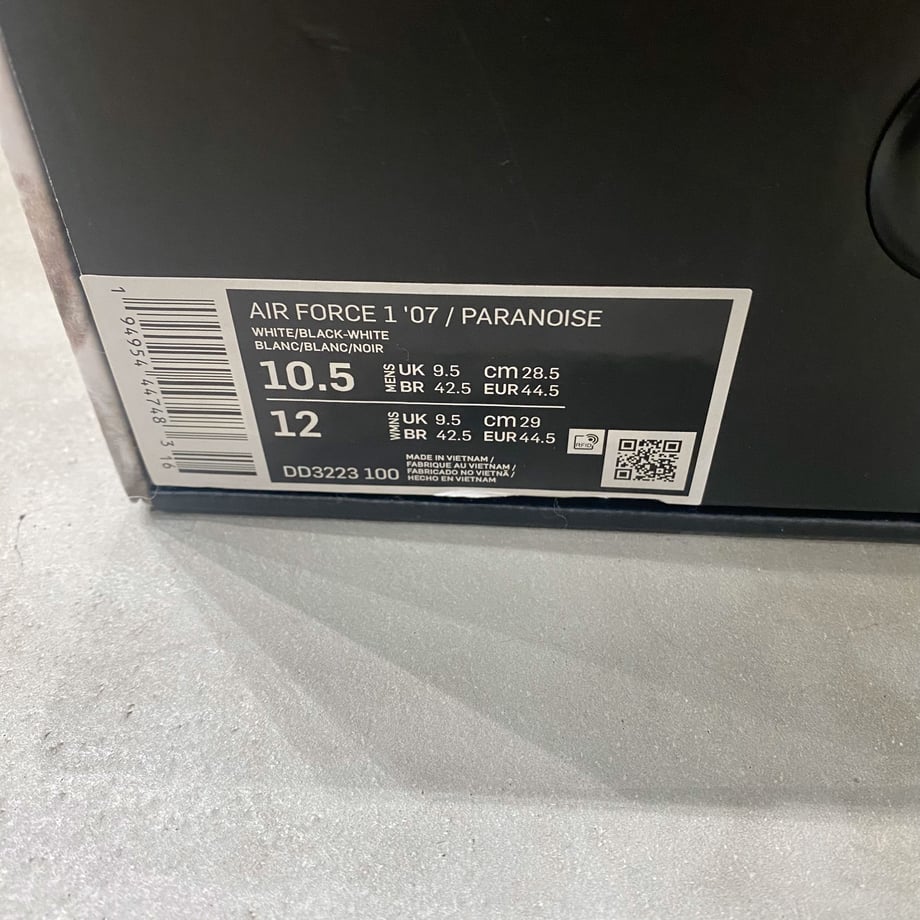 AIR FORCE 1 '07 / PARANOISE
WHITE/BLACK-WHITE
BLANC/BLANC/NOIR
10.5 MENS UK 9.5 cm 28.5
BR 42.5 EUR 44.5
12 WMNS UK 9.5 cm 29
BR 42.5 EUR 44.5
RFID
DD3223 100
MADE IN VIETNAM /
FABRIQUE AU VIETNAM /
FABRICADO NO VIETNÃ /
HECHO EN VIETNAM
1 94954 44748 3 16